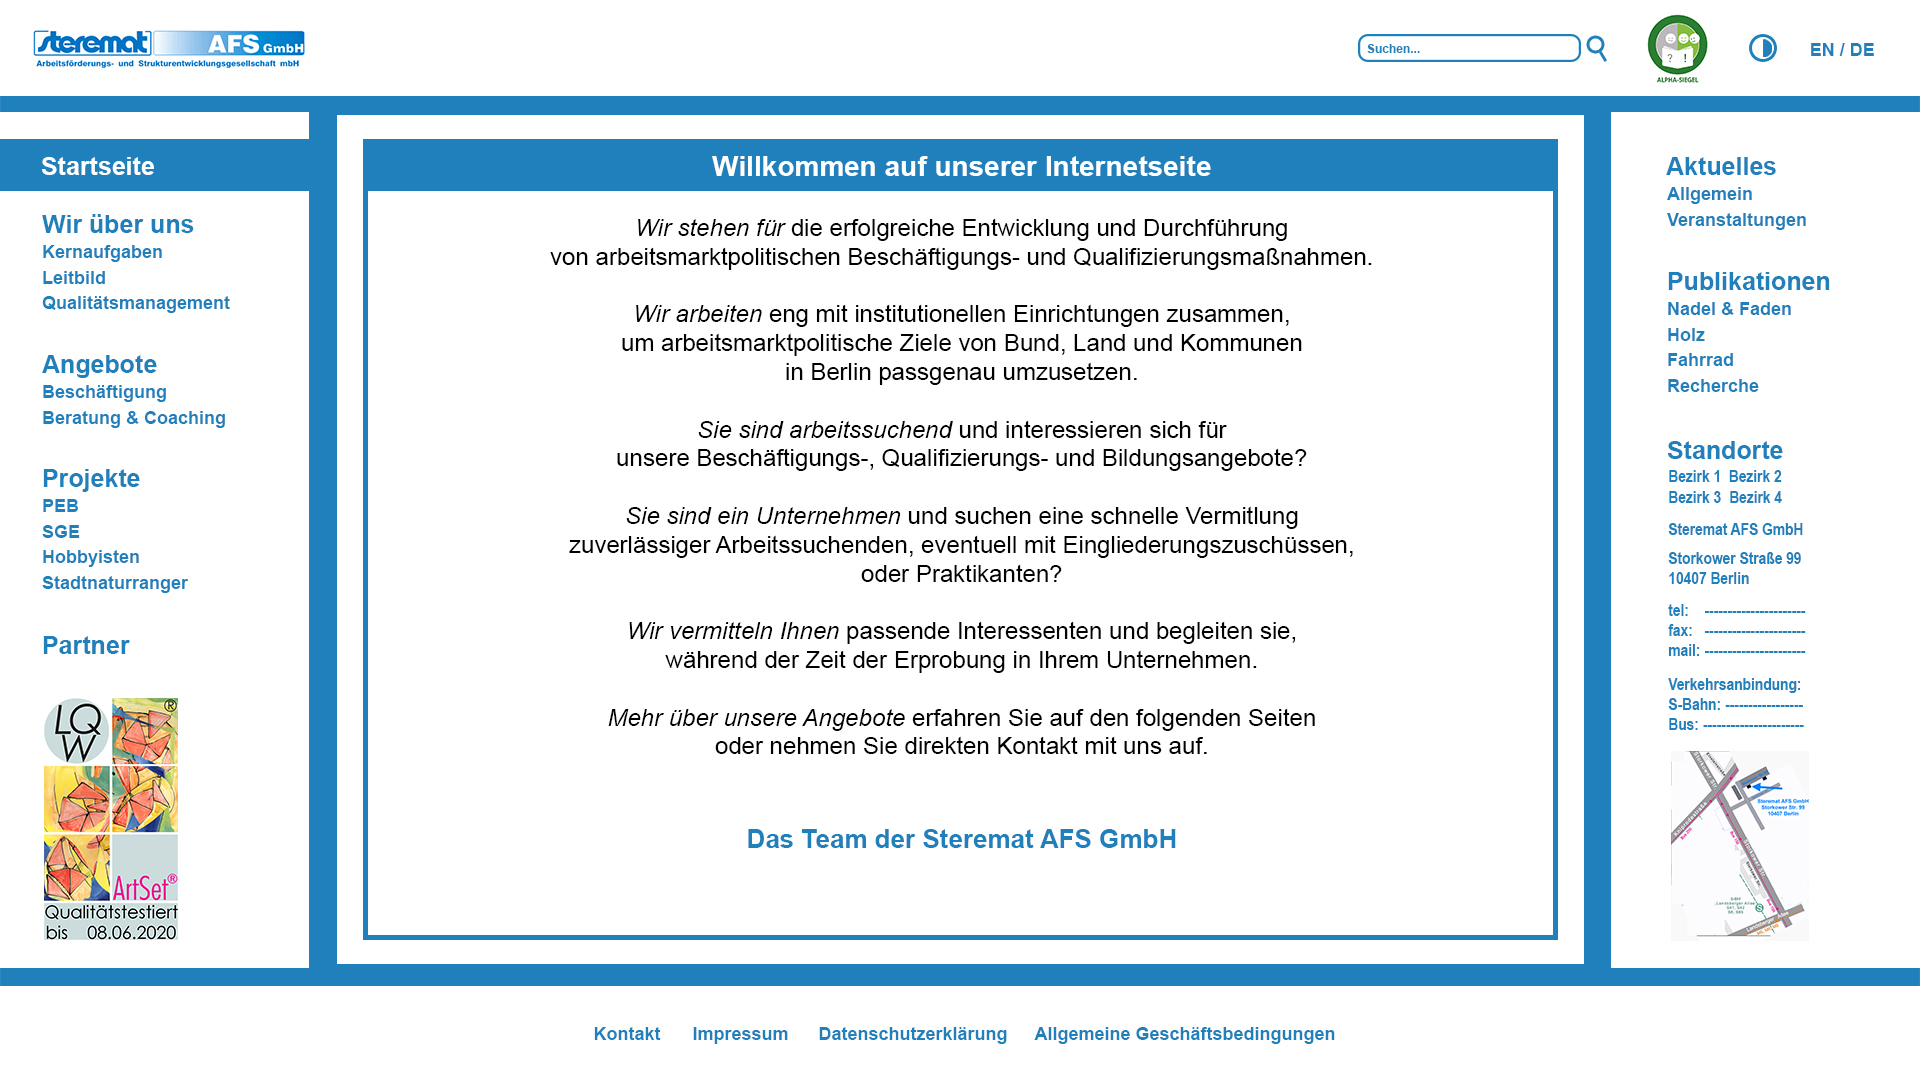 steremat AFS GmbH
Arbeitsförderungs- und Strukturentwicklungsgesellschaft mbH
Suchen...
? !
ALPHA-SIEGEL
EN / DE
Startseite
Wir über uns
Kernaufgaben
Leitbild
Qualitätsmanagement
Angebote
Beschäftigung
Beratung & Coaching
Projekte
PEB
SGE
Hobbyisten
Stadtnaturranger
Partner
LQW ®
ArtSet®
Qualitätstestiert
bis 08.06.2020
Willkommen auf unserer Internetseite
Wir stehen für die erfolgreiche Entwicklung und Durchführung
von arbeitsmarktpolitischen Beschäftigungs- und Qualifizierungsmaßnahmen.
Wir arbeiten eng mit institutionellen Einrichtungen zusammen,
um arbeitsmarktpolitische Ziele von Bund, Land und Kommunen
in Berlin passgenau umzusetzen.
Sie sind arbeitssuchend und interessieren sich für
unsere Beschäftigungs-, Qualifizierungs- und Bildungsangebote?
Sie sind ein Unternehmen und suchen eine schnelle Vermitlung
zuverlässiger Arbeitssuchenden, eventuell mit Eingliederungszuschüssen,
oder Praktikanten?
Wir vermitteln Ihnen passende Interessenten und begleiten sie,
während der Zeit der Erprobung in Ihrem Unternehmen.
Mehr über unsere Angebote erfahren Sie auf den folgenden Seiten
oder nehmen Sie direkten Kontakt mit uns auf.
Das Team der Steremat AFS GmbH
Aktuelles
Allgemein
Veranstaltungen
Publikationen
Nadel & Faden
Holz
Fahrrad
Recherche
Standorte
Bezirk 1 Bezirk 2
Bezirk 3 Bezirk 4
Steremat AFS GmbH
Storkower Straße 99
10407 Berlin
tel: ----------------------
fax: ----------------------
mail: ----------------------
Verkehrsanbindung:
S-Bahn: -----------------
Bus: ----------------------
Steremat AFS GmbH
Storkower Str. 99
10407 Berlin
Kontakt Impressum Datenschutzerklärung Allgemeine Geschäftsbedingungen